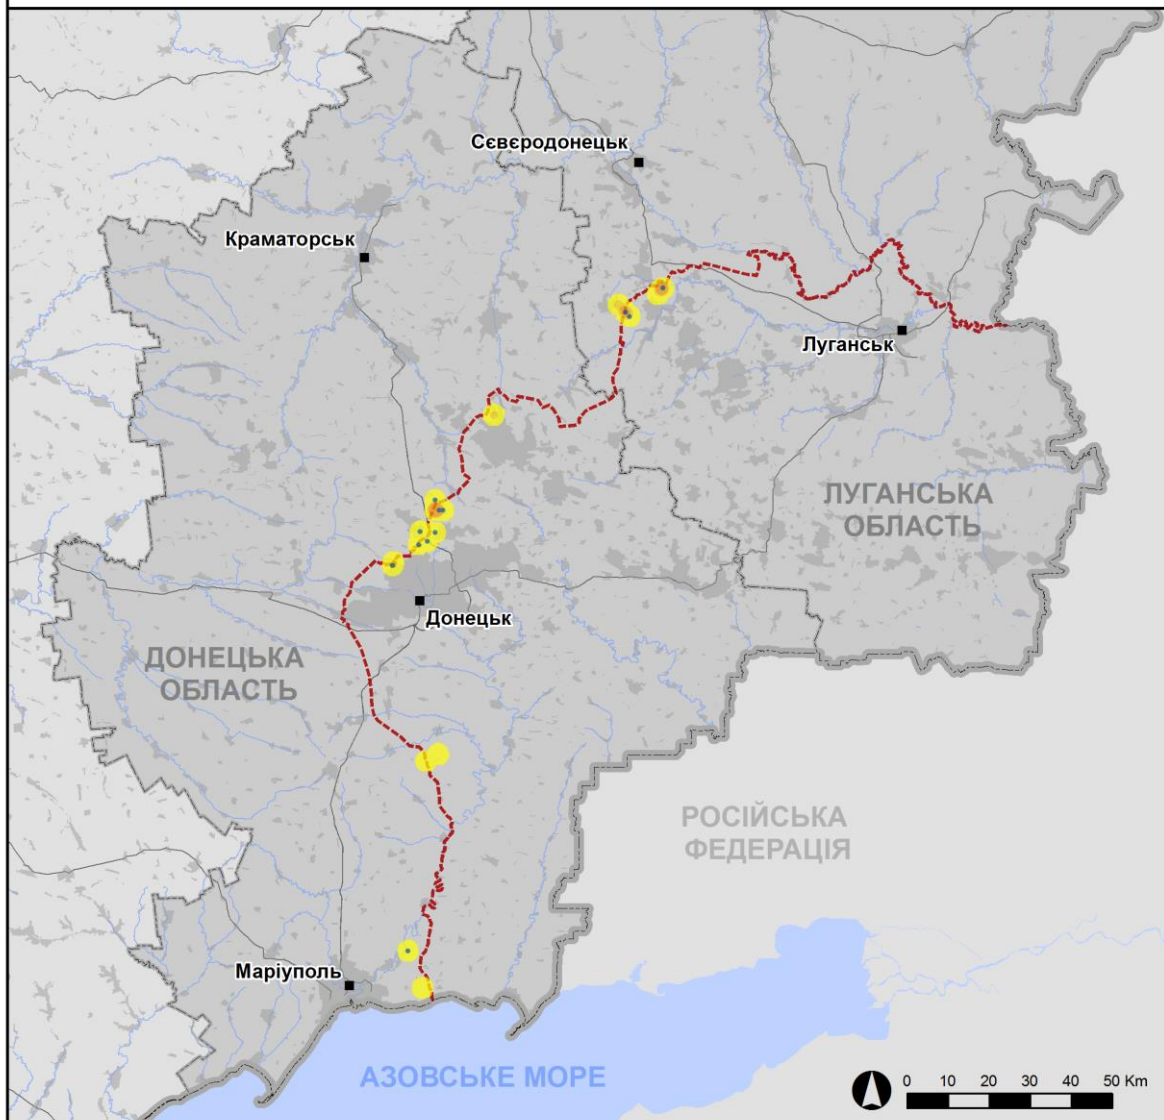 Сєвєродонецьк
Краматорськ
Луганськ
ЛУГАНСЬКА
ОБЛАСТЬ
Донецьк
ДОНЕЦЬКА
ОБЛАСТЬ
РОСІЙСЬКА
ФЕДЕРАЦІЯ
Маріуполь
АЗОВСЬКЕ МОРЕ
0 10 20 30 40 50 Km